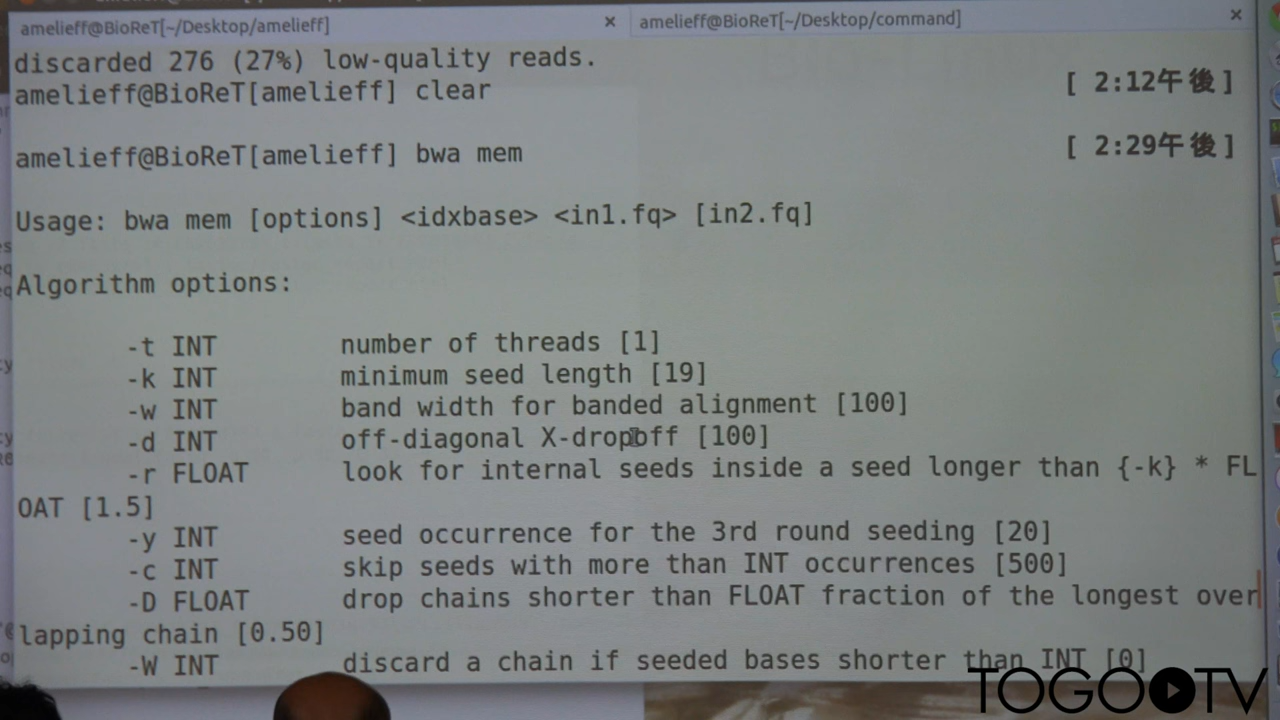 amelieff@BioReT[~/Desktop/amelieff] × amelieff@BioReT[~/Desktop/command] ×
discarded 276 (27%) low-quality reads.
amelieff@BioReT[amelieff] clear [ 2:12午後]
amelieff@BioReT[amelieff] bwa mem [ 2:29午後]
Usage: bwa mem [options] <idxbase> <in1.fq> [in2.fq]
Algorithm options:
-t INT number of threads [1]
-k INT minimum seed length [19]
-w INT band width for banded alignment [100]
-d INT off-diagonal X-dropoff [100]
-r FLOAT look for internal seeds inside a seed longer than {-k} * FL
OAT [1.5]
-y INT seed occurrence for the 3rd round seeding [20]
-c INT skip seeds with more than INT occurrences [500]
-D FLOAT drop chains shorter than FLOAT fraction of the longest over
lapping chain [0.50]
-W INT discard a chain if seeded bases shorter than INT [0]
TOGO TV